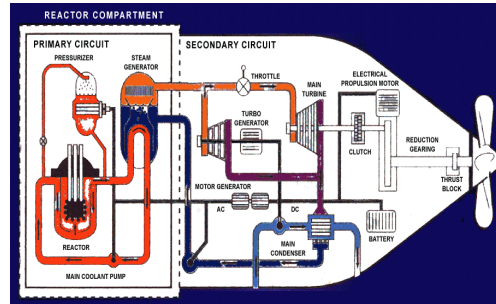 REACTOR COMPARTMENT
PRIMARY CIRCUIT
SECONDARY CIRCUIT
PRESSURIZER
STEAM
GENERATOR
THROTTLE
MAIN
TURBINE
ELECTRICAL
PROPULSION MOTOR
TURBO
GENERATOR
CLUTCH
REDUCTION
GEARING
THRUST
BLOCK
MOTOR GENERATOR
AC
DC
BATTERY
REACTOR
MAIN
CONDENSER
MAIN COOLANT PUMP